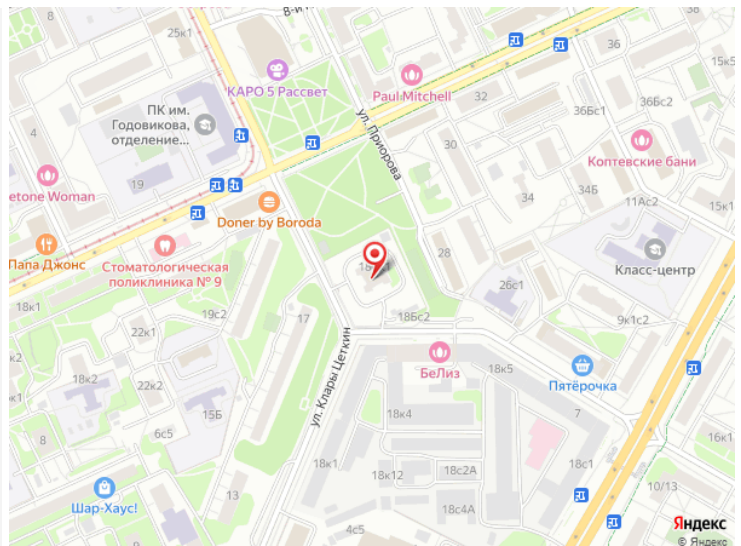 8
25к1
8-й
КАРО 5 Рассвет
36
15к5
Paul Mitchell
32
36Бс1
36Бс2
4
ПК им.
Годовикова,
отделение...
ул. Приорова
30
Коптевские бани
19
34
34Б
etone Woman
11Ас2
15к1
Doner by Boroda
Папа Джонс
Стоматологическая
поликлиника № 9
28
Класс-центр
26с1
18к1
19с2
17
18Бс2
9к1с2
22к1
ул. Клары Цеткин
БеЛиз
18к5
Пятёрочка
18к2
22к2
15Б
18к4
7
8
6с5
16к1
18к1
18к12
18с2А
18с1
13
10/13
Шар-Хаус!
18с4А
4с5
Яндекс
© Яндекс